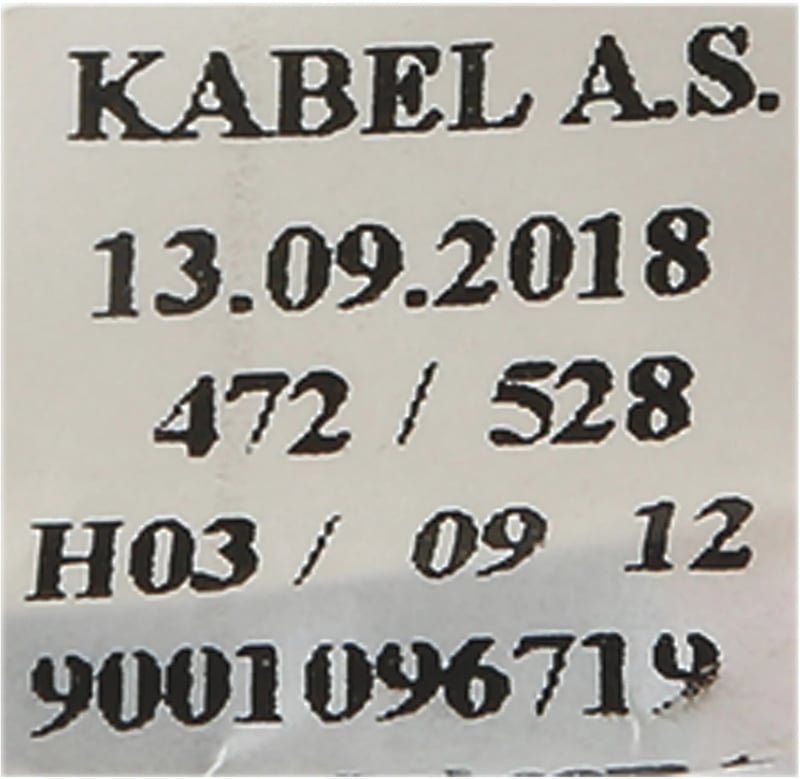 KABEL A.S.
13.09.2018
472 / 528
H03 / 09 12
9001096719